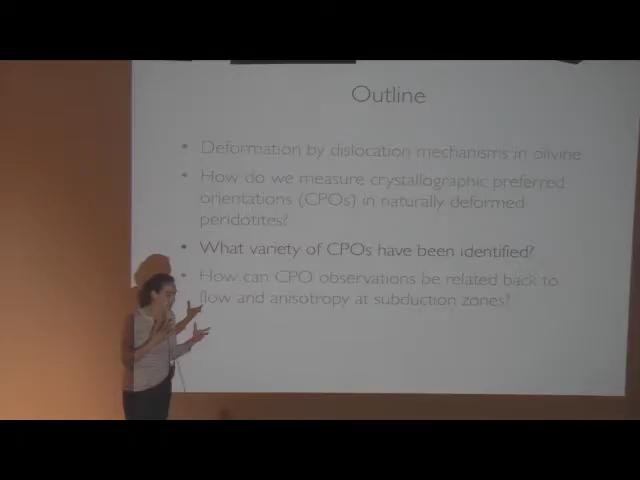 Outline
• Deformation by dislocation mechanisms in olivine
• How do we measure crystallographic preferred
orientations (CPOs) in naturally deformed
peridotites?
• What variety of CPOs have been identified?
• How can CPO observations be related back to
flow and anisotropy at subduction zones?